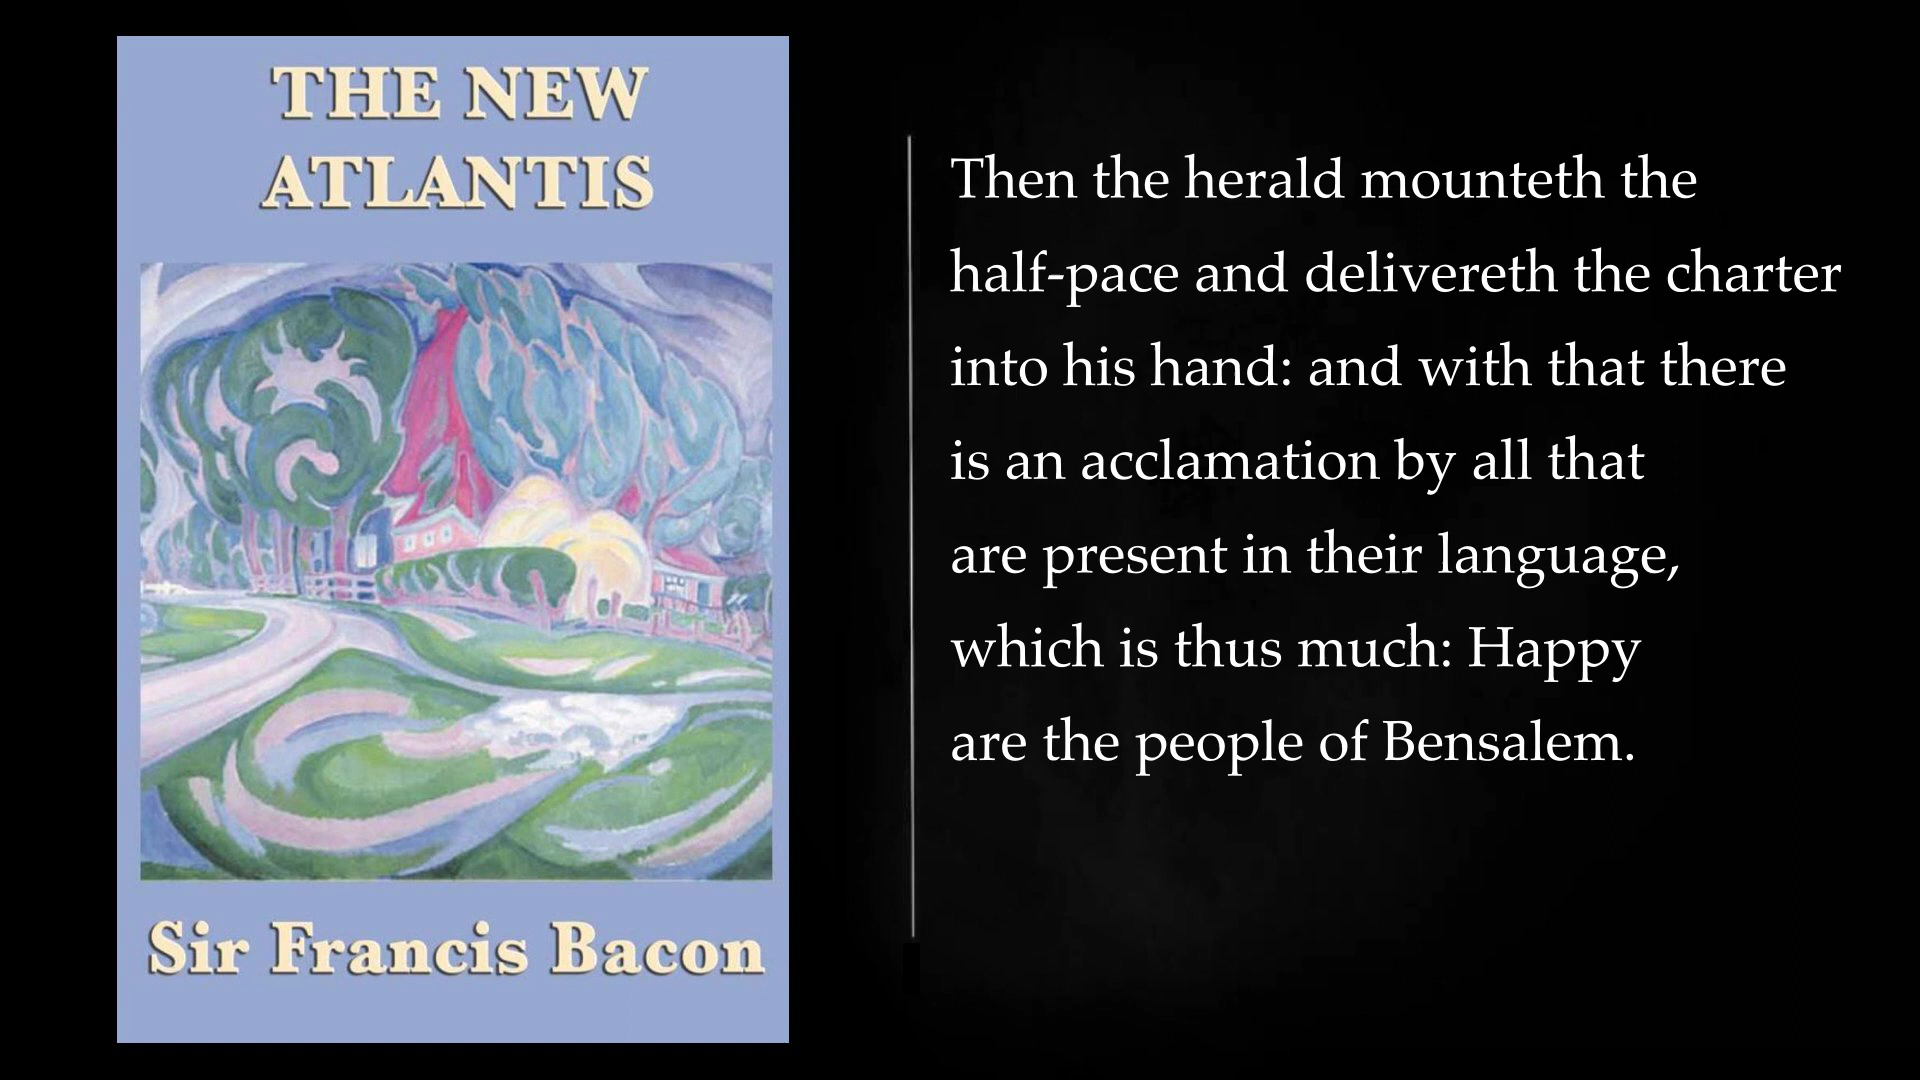 THE NEW
ATLANTIS
Sir Francis Bacon
Then the herald mounteth the
half-pace and delivereth the charter
into his hand: and with that there
is an acclamation by all that
are present in their language,
which is thus much: Happy
are the people of Bensalem.